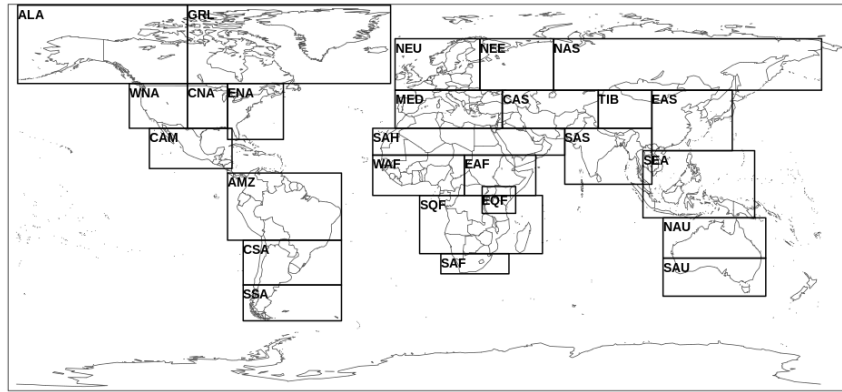 ALA GRL
NEU NEE NAS
WNA CNA ENA MED CAS TIB EAS
CAM SAH SAS
WAF EAF SEA
AMZ SQF EQF
NAU
CSA SAF SAU
SSA